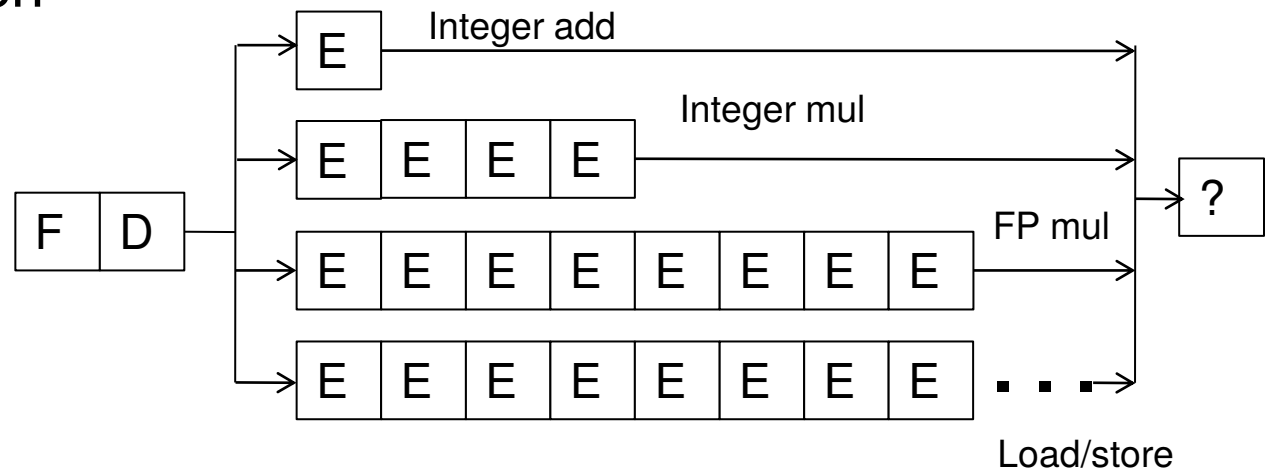 E Integer add
E E E E Integer mul
F D ?
E E E E E E E E FP mul
E E E E E E E E . . .
Load/store